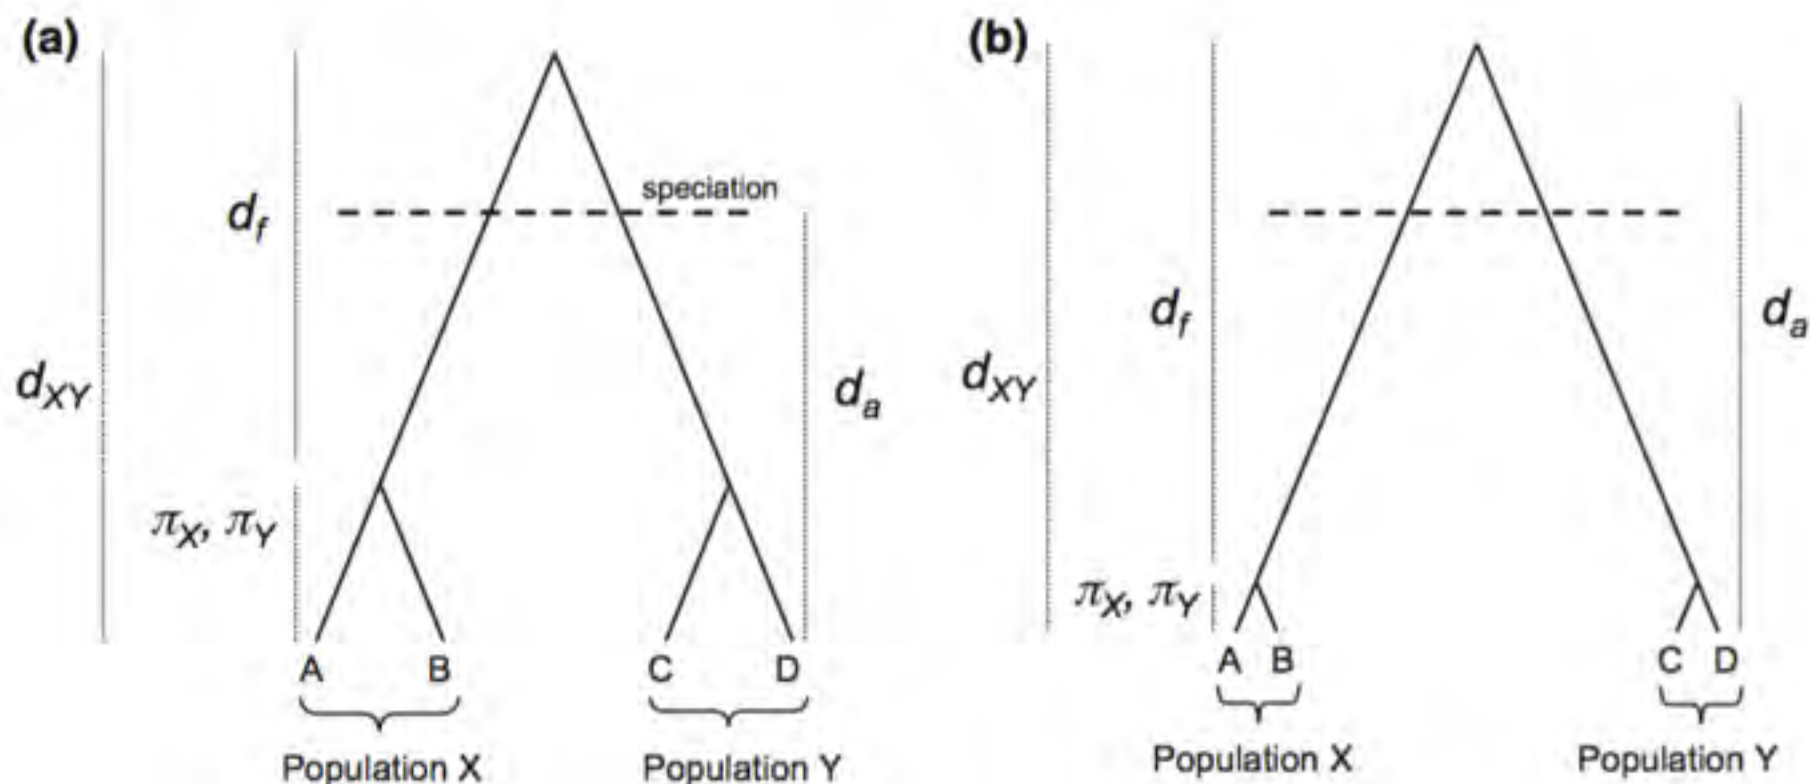 (a)
speciation
d_f
d_XY
d_a
π_X, π_Y
A B C D
Population X Population Y
(b)
d_f
d_a
d_XY
π_X, π_Y
A B C D
Population X Population Y